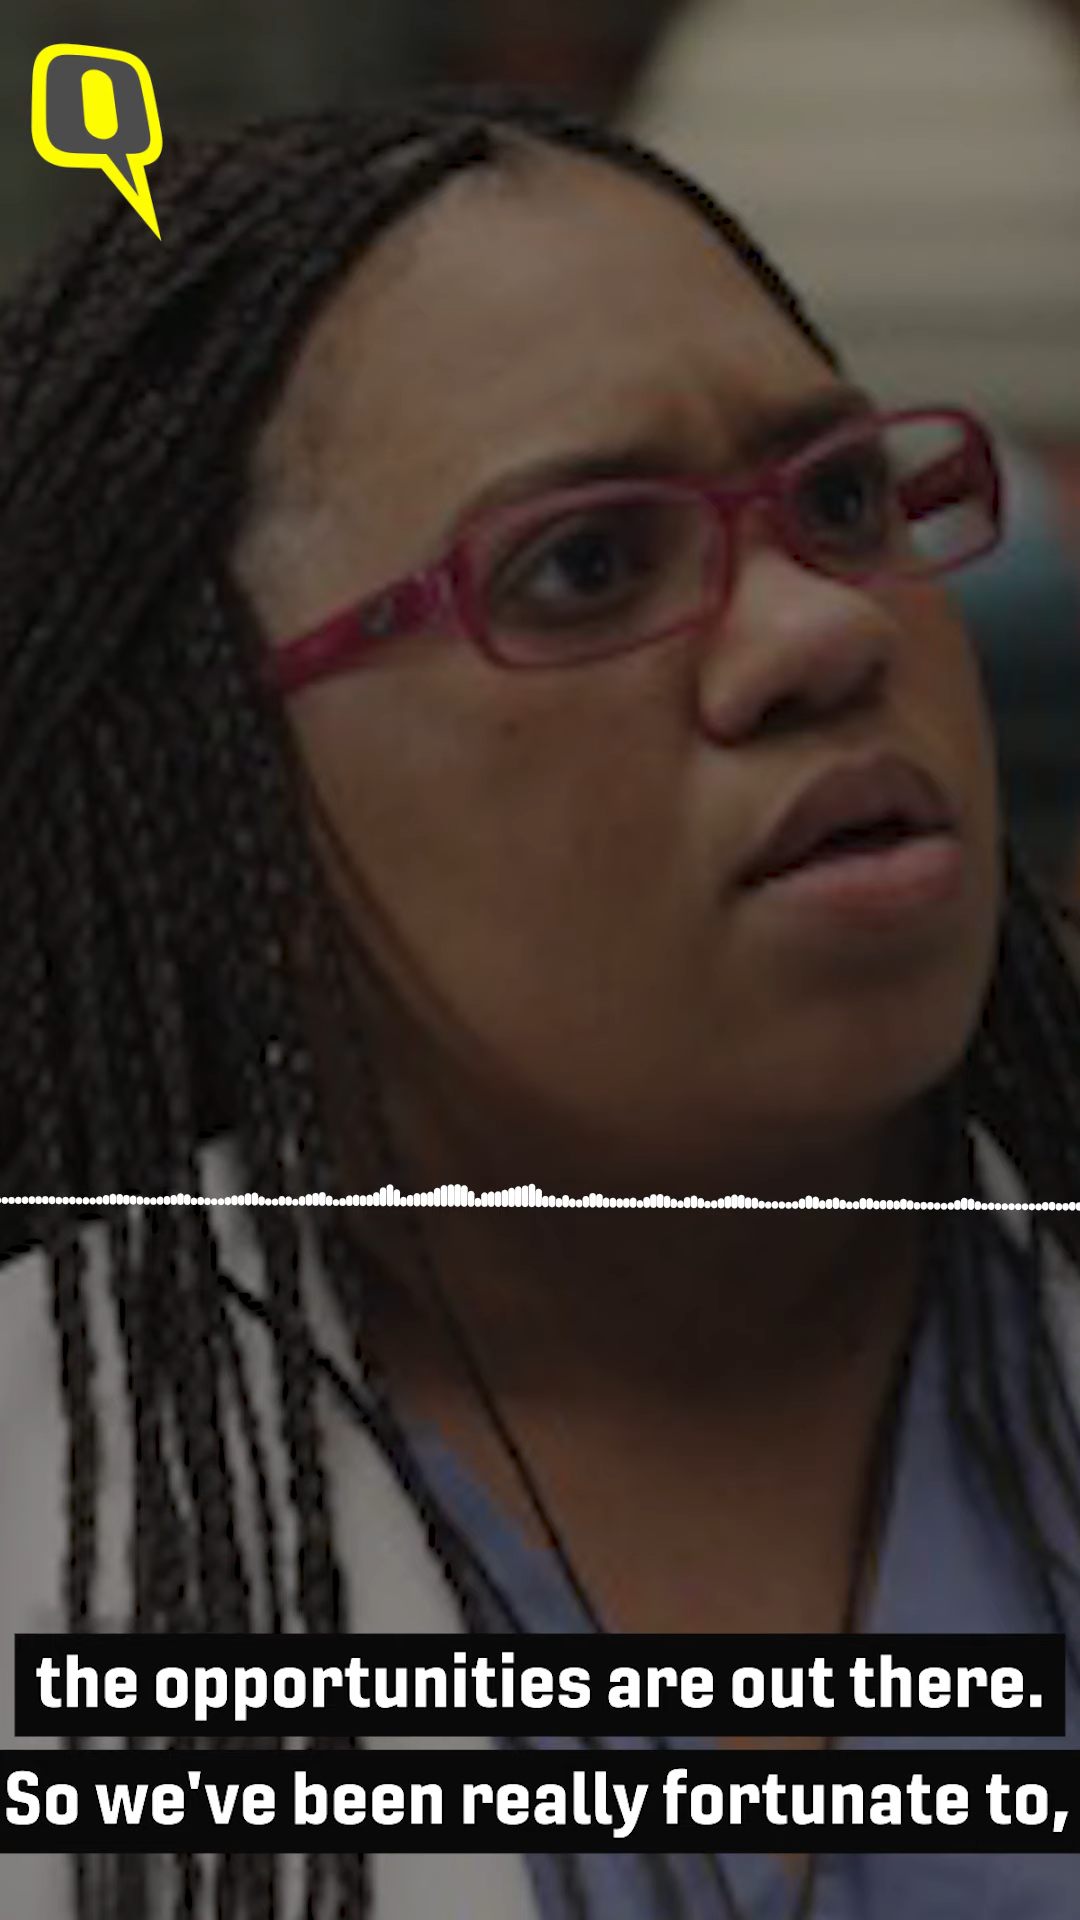 Q
the opportunities are out there.
So we've been really fortunate to,